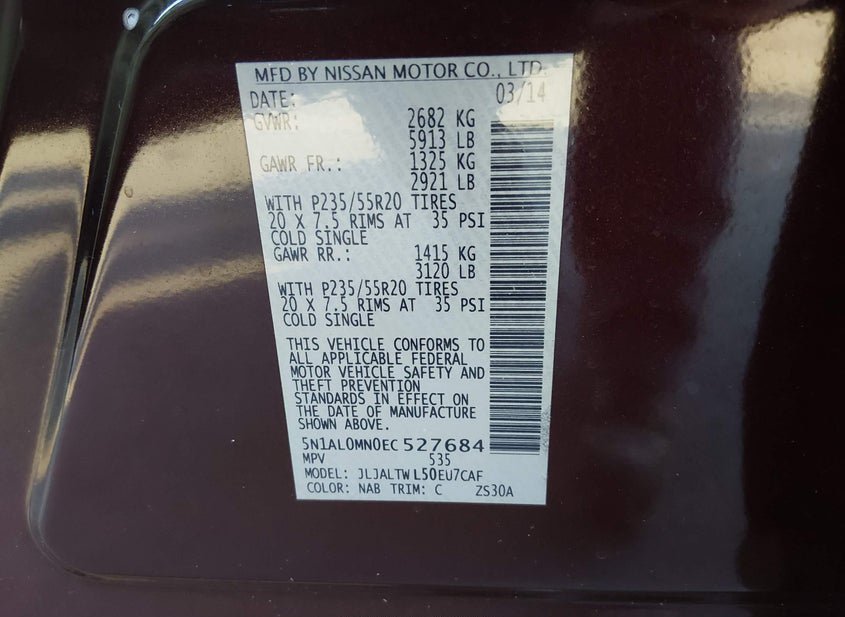 MFD BY NISSAN MOTOR CO., LTD.
DATE: 03/14
GVWR: 2682 KG
5913 LB
GAWR FR.: 1325 KG
2921 LB
WITH P235/55R20 TIRES
20 X 7.5 RIMS AT 35 PSI
COLD SINGLE
GAWR RR.: 1415 KG
3120 LB
WITH P235/55R20 TIRES
20 X 7.5 RIMS AT 35 PSI
COLD SINGLE
THIS VEHICLE CONFORMS TO
ALL APPLICABLE FEDERAL
MOTOR VEHICLE SAFETY AND
THEFT PREVENTION
STANDARDS IN EFFECT ON
THE DATE OF MANUFACTURE
SHOWN ABOVE.
5N1AL0MN0EC527684
MPV 535
MODEL: JLJALTWL50EU7CAF
COLOR: NAB TRIM: C ZS30A